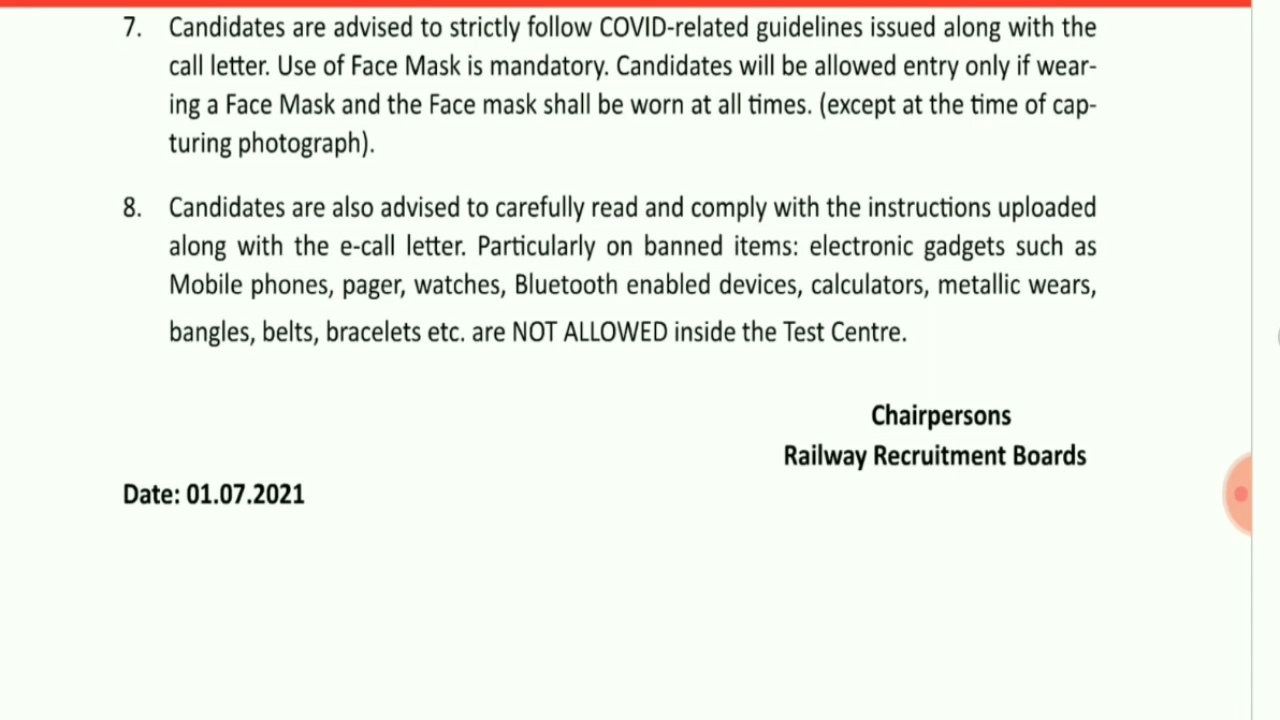 7. Candidates are advised to strictly follow COVID-related guidelines issued along with the
call letter. Use of Face Mask is mandatory. Candidates will be allowed entry only if wear-
ing a Face Mask and the Face mask shall be worn at all times. (except at the time of cap-
turing photograph).
8. Candidates are also advised to carefully read and comply with the instructions uploaded
along with the e-call letter. Particularly on banned items: electronic gadgets such as
Mobile phones, pager, watches, Bluetooth enabled devices, calculators, metallic wears,
bangles, belts, bracelets etc. are NOT ALLOWED inside the Test Centre.
Chairpersons
Railway Recruitment Boards
Date: 01.07.2021